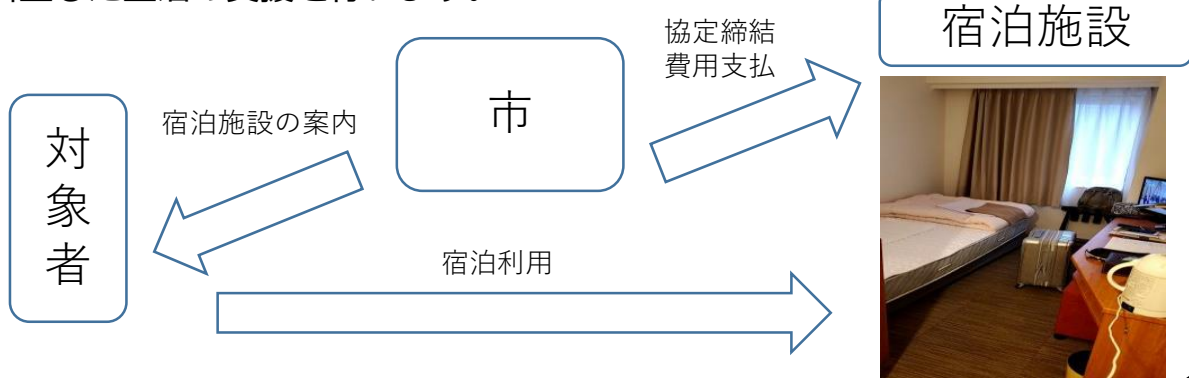 協定締結
費用支払
宿泊施設
市
対象者
宿泊施設の案内
宿泊利用